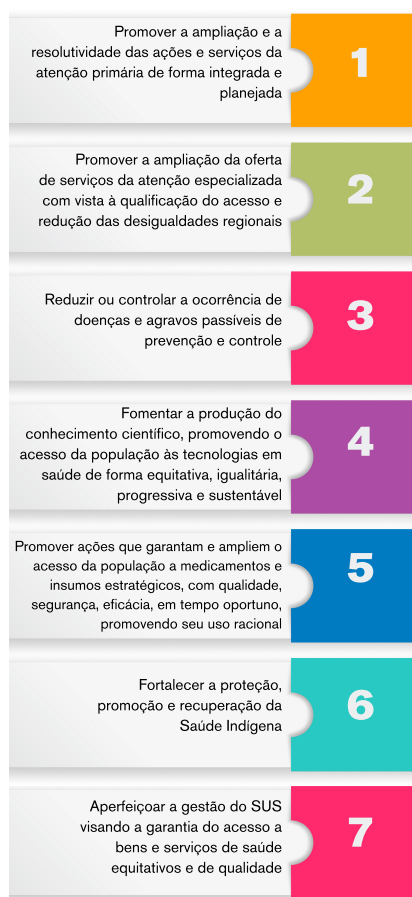 Promover a ampliação e a
resolutividade das ações e serviços da
atenção primária de forma integrada e
planejada
1
Promover a ampliação da oferta
de serviços da atenção especializada
com vista à qualificação do acesso e
redução das desigualdades regionais
2
Reduzir ou controlar a ocorrência de
doenças e agravos passíveis de
prevenção e controle
3
Fomentar a produção do
conhecimento científico, promovendo o
acesso da população às tecnologias em
saúde de forma equitativa, igualitária,
progressiva e sustentável
4
Promover ações que garantam e ampliem o
acesso da população a medicamentos e
insumos estratégicos, com qualidade,
segurança, eficácia, em tempo oportuno,
promovendo seu uso racional
5
Fortalecer a proteção,
promoção e recuperação da
Saúde Indígena
6
Aperfeiçoar a gestão do SUS
visando a garantia do acesso a
bens e serviços de saúde
equitativos e de qualidade
7